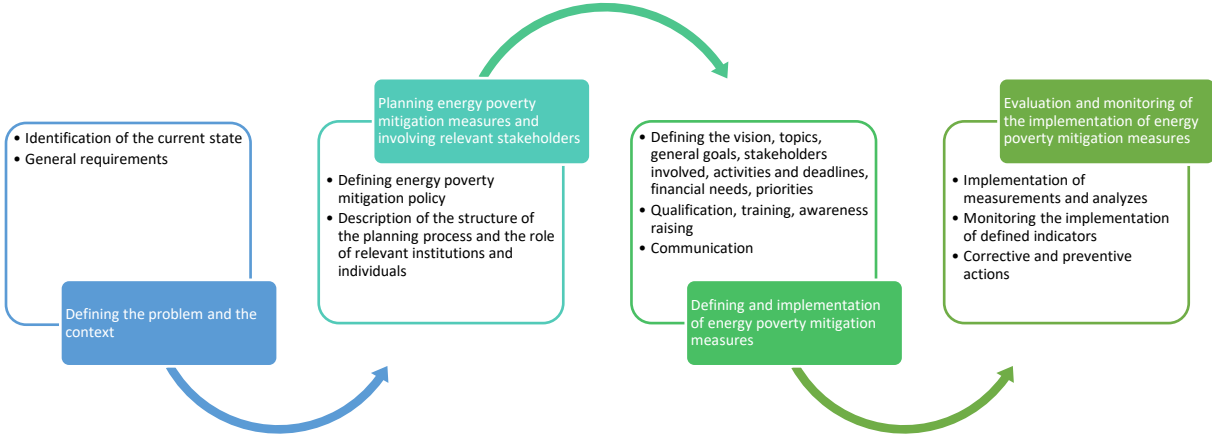 • Identification of the current state
• General requirements
Defining the problem and the
context
Planning energy poverty
mitigation measures and
involving relevant stakeholders
• Defining energy poverty
mitigation policy
• Description of the structure of
the planning process and the role
of relevant institutions and
individuals
• Defining the vision, topics,
general goals, stakeholders
involved, activities and deadlines,
financial needs, priorities
• Qualification, training, awareness
raising
• Communication
Defining and implementation
of energy poverty mitigation
measures
Evaluation and monitoring of
the implementation of energy
poverty mitigation measures
• Implementation of
measurements and analyzes
• Monitoring the implementation
of defined indicators
• Corrective and preventive
actions